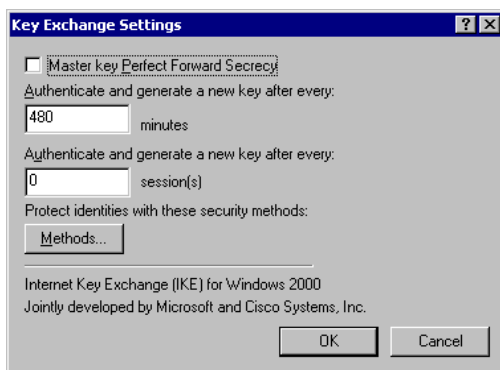 Key Exchange Settings
Master key Perfect Forward Secrecy
Authenticate and generate a new key after every:
480 minutes
Authenticate and generate a new key after every:
0 session(s)
Protect identities with these security methods:
Methods...
Internet Key Exchange (IKE) for Windows 2000
Jointly developed by Microsoft and Cisco Systems, Inc.
OK Cancel